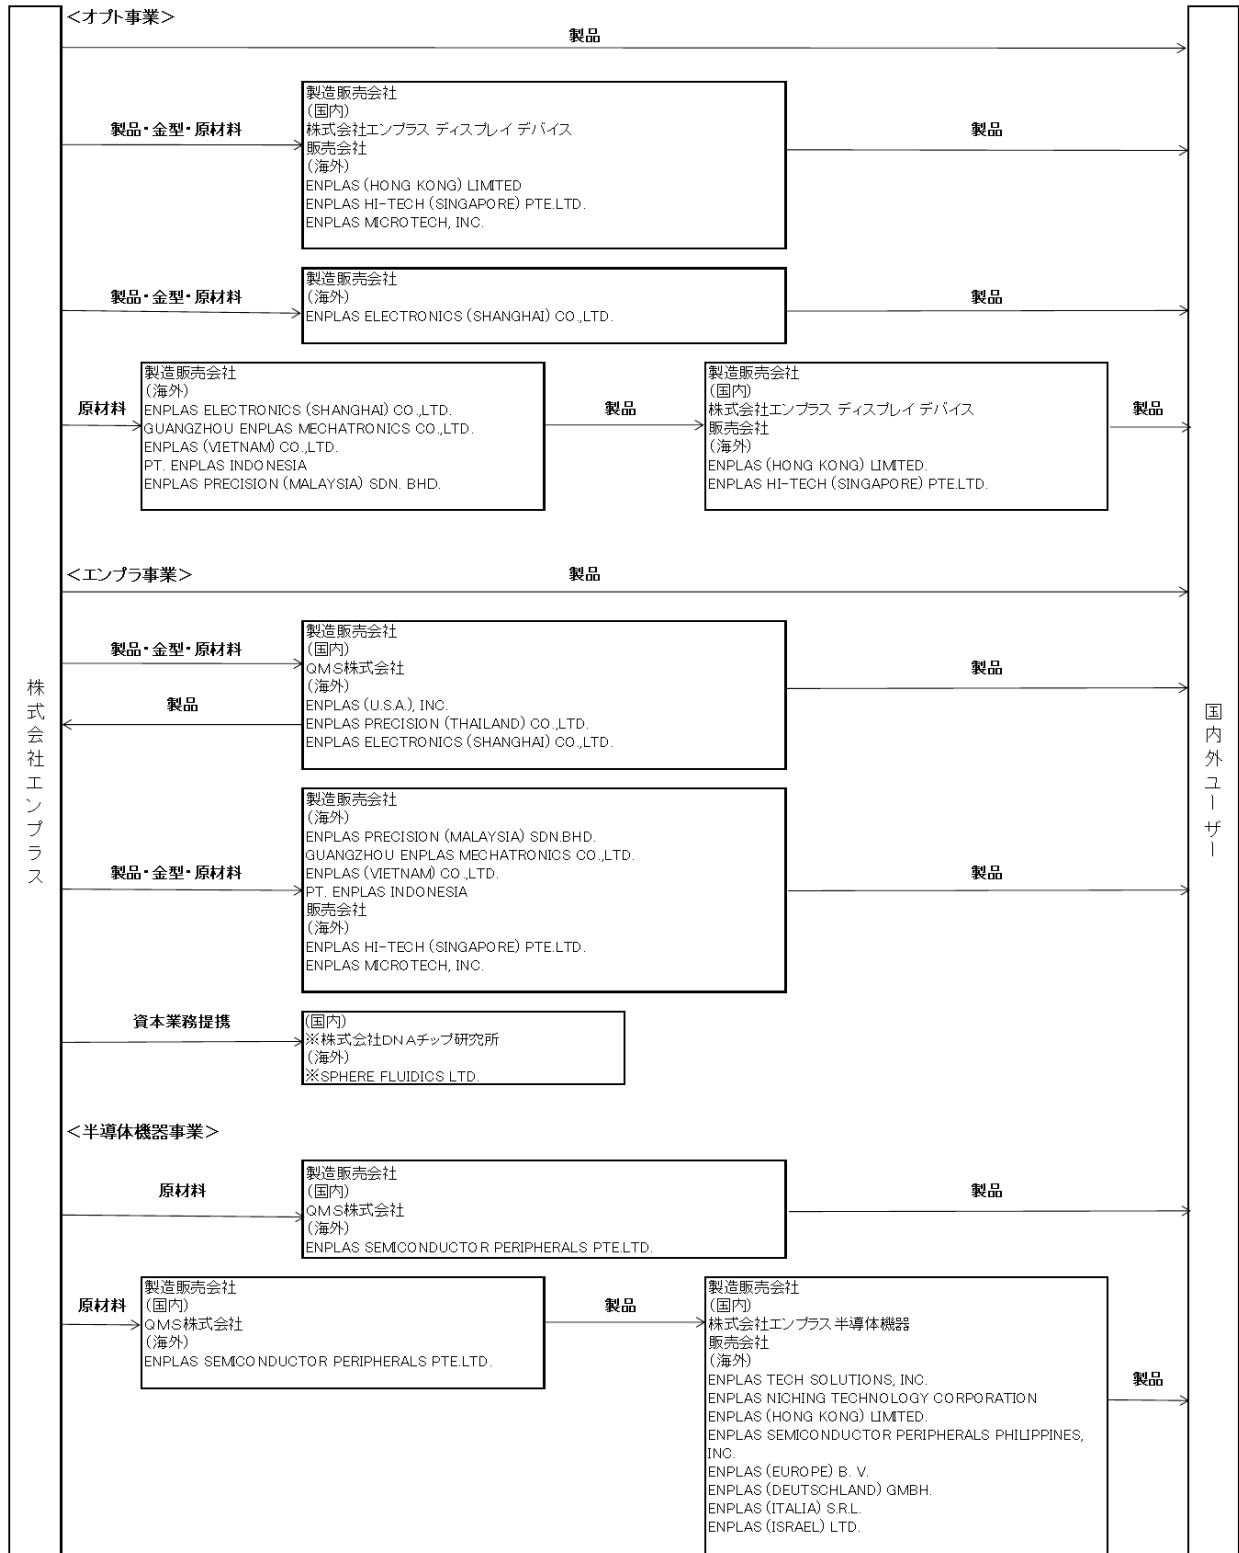 ＜オプト事業＞
製品
製造販売会社
(国内)
製品・金型・原材料
株式会社エンプラス ディスプレイ デバイス
製品
販売会社
(海外)
ENPLAS (HONG KONG) LIMITED
ENPLAS HI-TECH (SINGAPORE) PTE.LTD.
ENPLAS MICROTECH, INC.
製造販売会社
製品・金型・原材料
(海外)
製品
ENPLAS ELECTRONICS (SHANGHAI) CO.,LTD.
原材料
製造販売会社
(海外)
ENPLAS ELECTRONICS (SHANGHAI) CO.,LTD.
GUANGZHOU ENPLAS MECHATRONICS CO.,LTD.
ENPLAS (VIETNAM) CO.,LTD.
PT. ENPLAS INDONESIA
ENPLAS PRECISION (MALAYSIA) SDN. BHD.
製品
製造販売会社
(国内)
株式会社エンプラス ディスプレイ デバイス
販売会社
(海外)
ENPLAS (HONG KONG) LIMITED.
ENPLAS HI-TECH (SINGAPORE) PTE.LTD.
製品
＜エンプラ事業＞
製品
製品・金型・原材料
製品
製造販売会社
(国内)
QMS株式会社
(海外)
ENPLAS (U.S.A.), INC.
ENPLAS PRECISION (THAILAND) CO.,LTD.
ENPLAS ELECTRONICS (SHANGHAI) CO.,LTD.
製品
株式会社エンプラス
国内外ユーザー
製品・金型・原材料
製造販売会社
(海外)
ENPLAS PRECISION (MALAYSIA) SDN.BHD.
GUANGZHOU ENPLAS MECHATRONICS CO.,LTD.
ENPLAS (VIETNAM) CO.,LTD.
PT. ENPLAS INDONESIA
販売会社
(海外)
ENPLAS HI-TECH (SINGAPORE) PTE.LTD.
ENPLAS MICROTECH, INC.
製品
資本業務提携
(国内)
※株式会社DNAチップ研究所
(海外)
※SPHERE FLUIDICS LTD.
＜半導体機器事業＞
原材料
製造販売会社
(国内)
QMS株式会社
(海外)
ENPLAS SEMICONDUCTOR PERIPHERALS PTE.LTD.
製品
原材料
製造販売会社
(国内)
QMS株式会社
(海外)
ENPLAS SEMICONDUCTOR PERIPHERALS PTE.LTD.
製品
製造販売会社
(国内)
株式会社エンプラス半導体機器
販売会社
(海外)
ENPLAS TECH SOLUTIONS, INC.
ENPLAS NICHING TECHNOLOGY CORPORATION
ENPLAS (HONG KONG) LIMITED.
ENPLAS SEMICONDUCTOR PERIPHERALS PHILIPPINES,
INC.
ENPLAS (EUROPE) B. V.
ENPLAS (DEUTSCHLAND) GMBH.
ENPLAS (ITALIA) S.R.L.
ENPLAS (ISRAEL) LTD.
製品